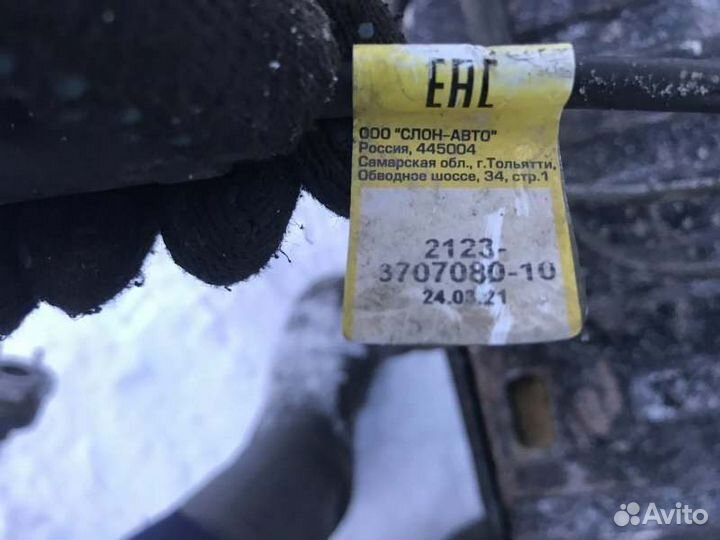 EAC
ООО "СЛОН-АВТО"
Россия, 445004
Самарская обл., г.Тольятти,
Обводное шоссе, 34, стр.1
2123-
3707080-10
24.03.21
Avito